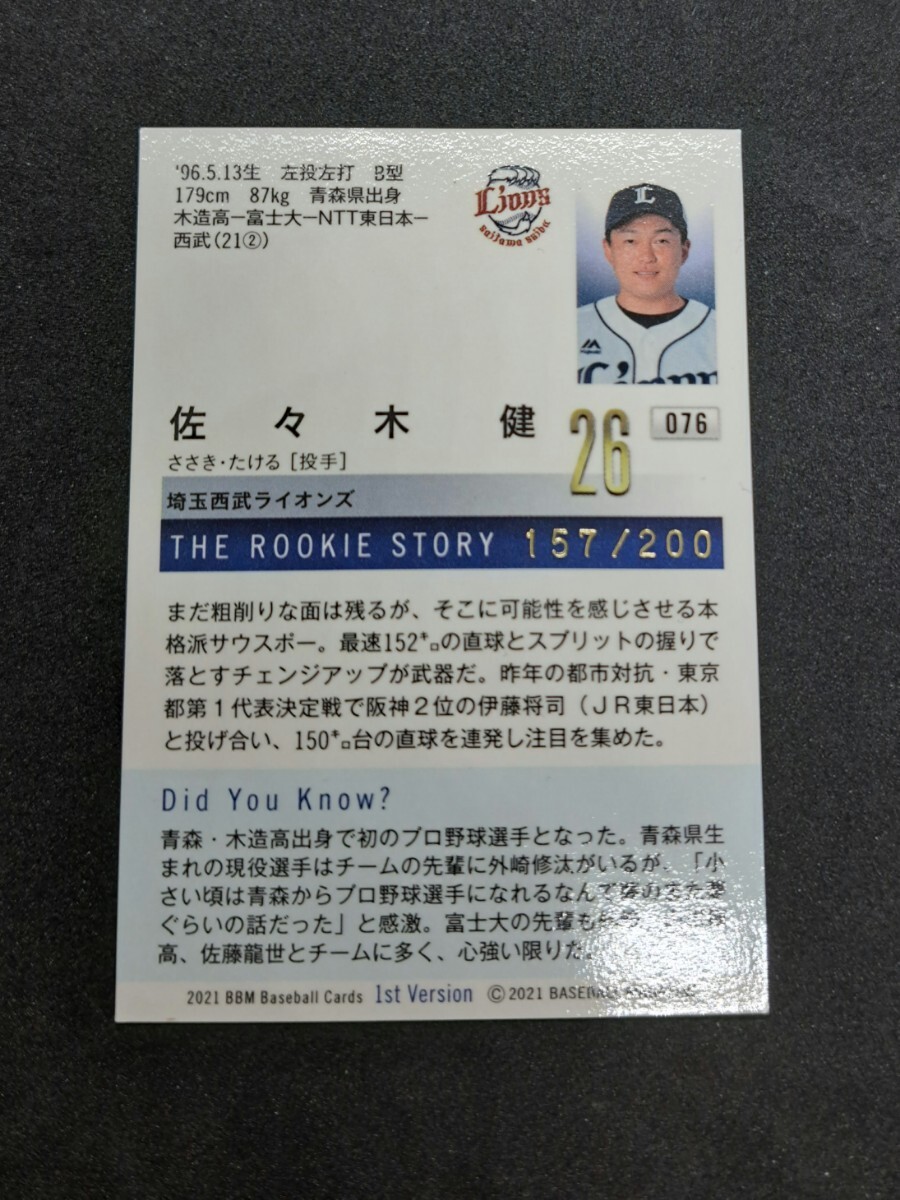 '96.5.13生 左投左打 B型
179cm 87kg 青森県出身
木造高ー富士大ーNTT東日本ー
西武(21②)
Lions
saitama seibu
L
Lions
佐々木 健
26
076
ささき・たける[投手]
埼玉西武ライオンズ
THE ROOKIE STORY 157/200
まだ粗削りな面は残るが、そこに可能性を感じさせる本
格派サウスポー。最速152㌔の直球とスプリットの握りで
落とすチェンジアップが武器だ。昨年の都市対抗・東京
都第1代表決定戦で阪神2位の伊藤将司(JR東日本)
と投げ合い、150㌔台の直球を連発し注目を集めた。
Did You Know?
青森・木造高出身で初のプロ野球選手となった。青森県生
まれの現役選手はチームの先輩に外崎修汰がいるが、「小
さい頃は青森からプロ野球選手になれるなんて夢のまた夢
ぐらいの話だった」と感激。富士大の先輩も
高、佐藤龍世とチームに多く、心強い限りだ。
2021 BBM Baseball Cards 1st Version ©2021 BASEBALL